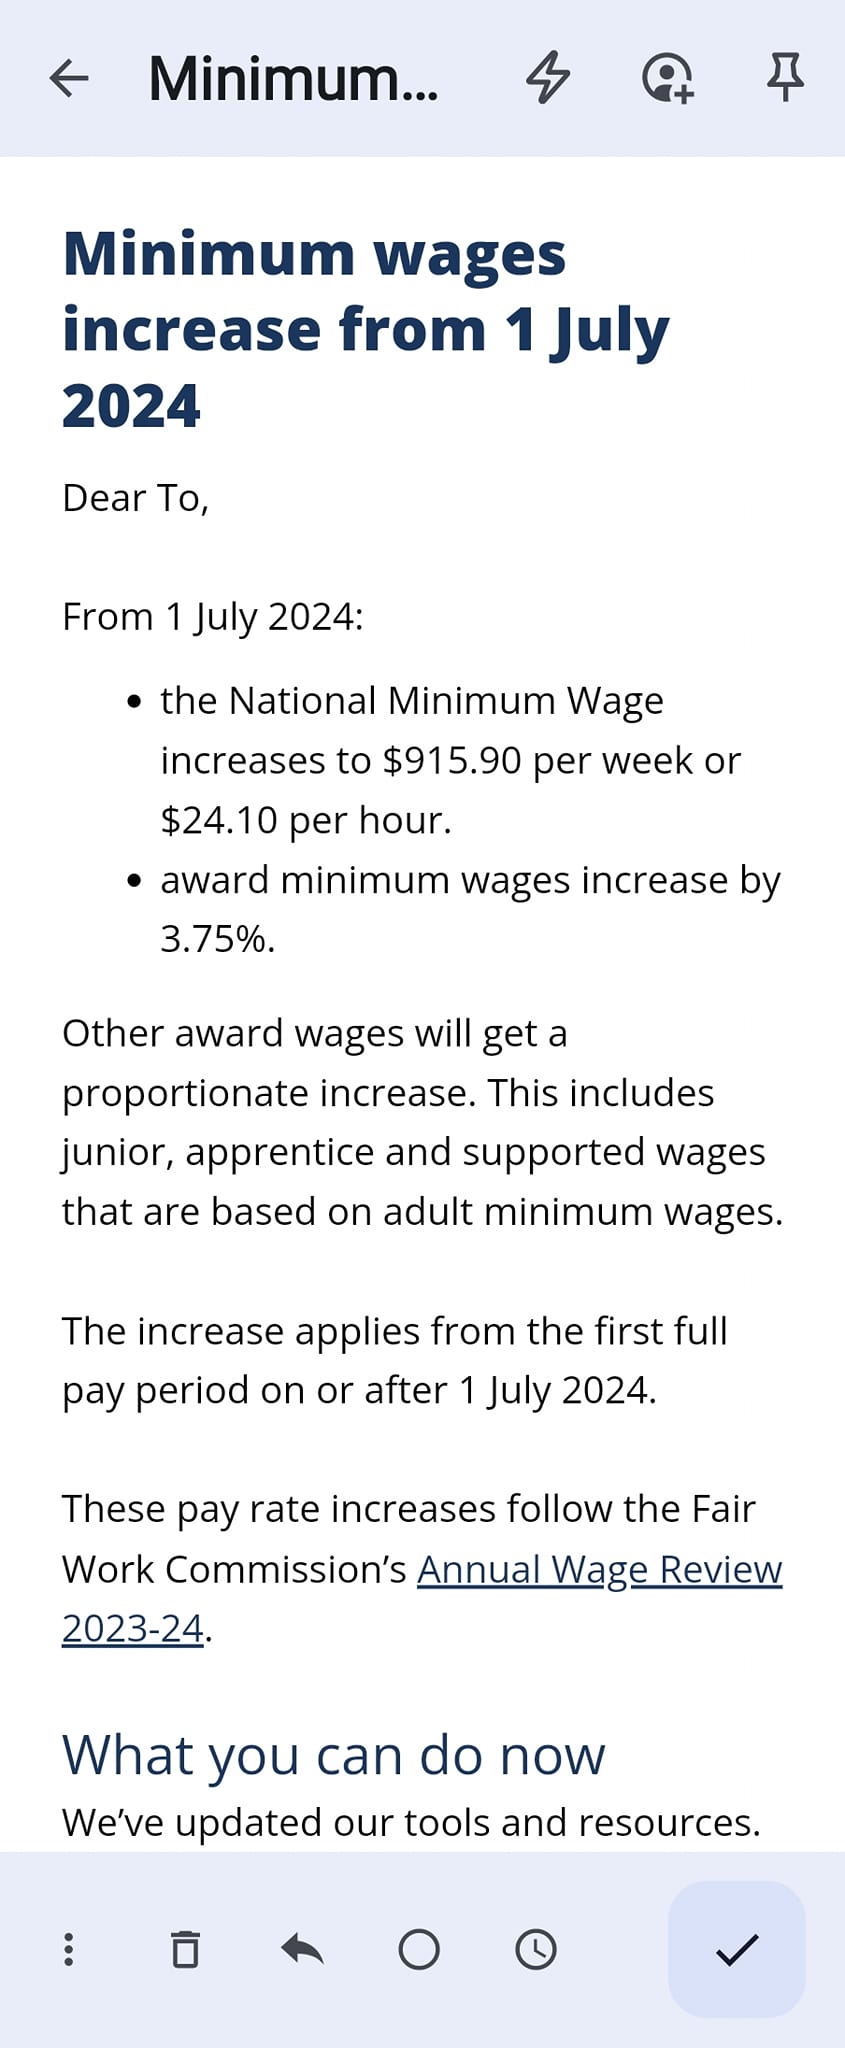 Minimum...
Minimum wages
increase from 1 July
2024
Dear To,
From 1 July 2024:
• the National Minimum Wage
increases to $915.90 per week or
$24.10 per hour.
• award minimum wages increase by
3.75%.
Other award wages will get a
proportionate increase. This includes
junior, apprentice and supported wages
that are based on adult minimum wages.
The increase applies from the first full
pay period on or after 1 July 2024.
These pay rate increases follow the Fair
Work Commission’s Annual Wage Review
2023-24.
What you can do now
We’ve updated our tools and resources.